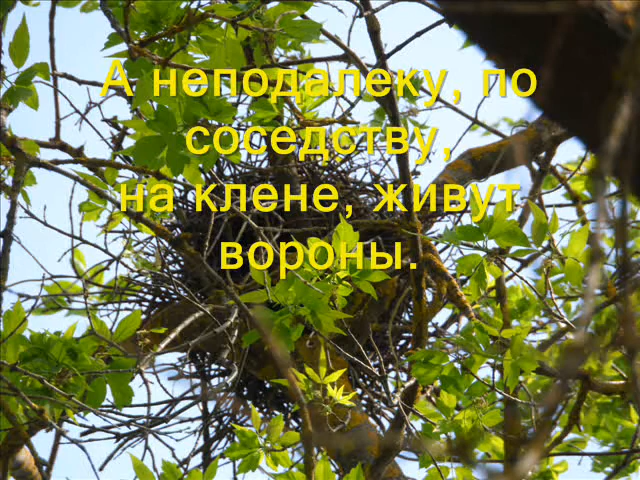 А неподалеку, по
соседству,
на клене, живут
вороны.